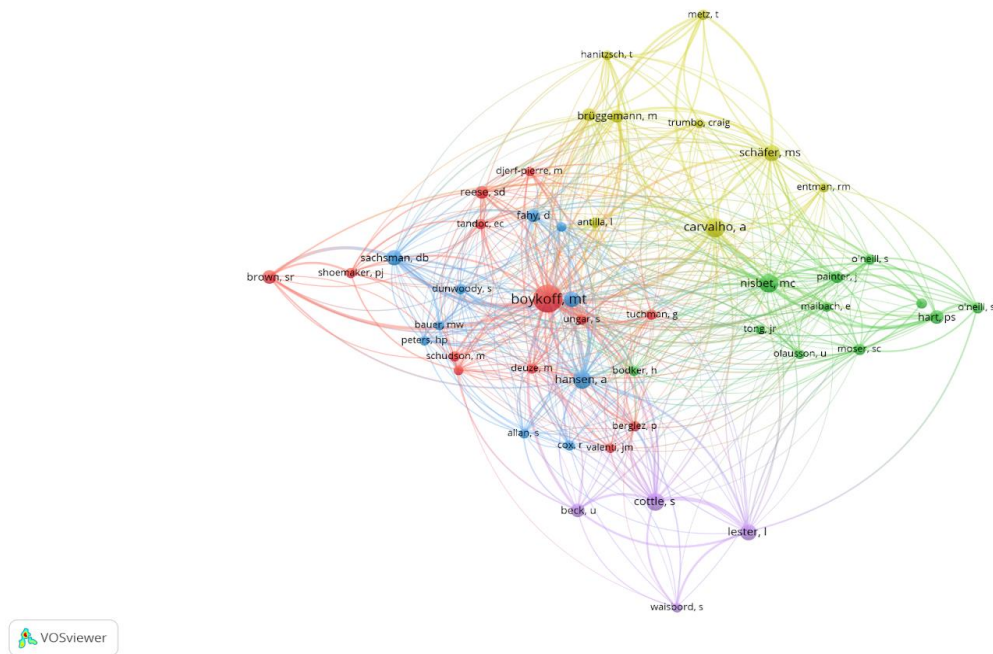 metz, t
hanitzsch, t
brüggemann, m
trumbo, craig
schäfer, ms
djerf-pierre, m
entman, rm
reese, sd
fahy, d
tandoc, ec
antilla, l
carvalho, a
sachsman, db
o'neill, s
brown, sr
shoemaker, pj
painter, j
nisbet, mc
dunwoody, s
boykoff, mt
maibach, e
o'neill, s
hart, ps
ungar, s
tuchman, g
bauer, mw
tong, jr
peters, hp
moser, sc
olausson, u
schudson, m
deuze, m
bodker, h
hansen, a
berglez, p
allan, s
cox, r
valenti, jm
cottle, s
beck, u
lester, l
waisbord, s
VOSviewer